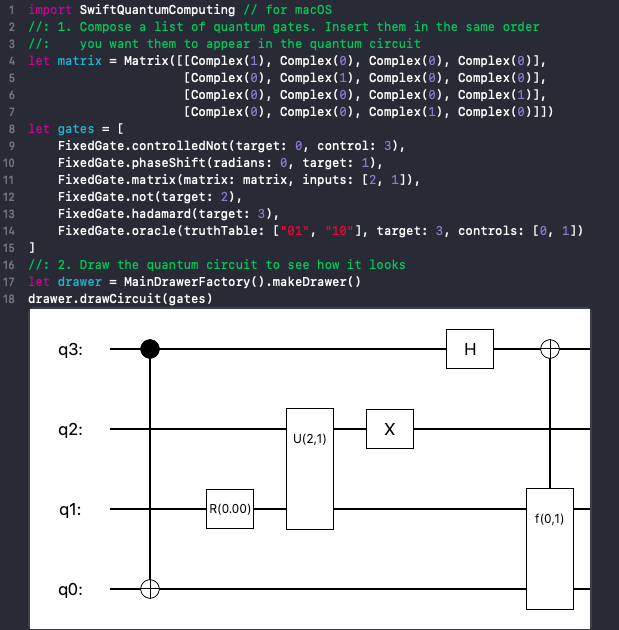 1 import SwiftQuantumComputing // for macOS
2 //: 1. Compose a list of quantum gates. Insert them in the same order
3 //:    you want them to appear in the quantum circuit
4 let matrix = Matrix([[Complex(1), Complex(0), Complex(0), Complex(0)],
5                      [Complex(0), Complex(1), Complex(0), Complex(0)],
6                      [Complex(0), Complex(0), Complex(0), Complex(1)],
7                      [Complex(0), Complex(0), Complex(1), Complex(0)]])
8 let gates = [
9     FixedGate.controlledNot(target: 0, control: 3),
10     FixedGate.phaseShift(radians: 0, target: 1),
11     FixedGate.matrix(matrix: matrix, inputs: [2, 1]),
12     FixedGate.not(target: 2),
13     FixedGate.hadamard(target: 3),
14     FixedGate.oracle(truthTable: ["01", "10"], target: 3, controls: [0, 1])
15 ]
16 //: 2. Draw the quantum circuit to see how it looks
17 let drawer = MainDrawerFactory().makeDrawer()
18 drawer.drawCircuit(gates)
q3: H
q2: U(2,1) X
q1: R(0.00) f(0,1)
q0: